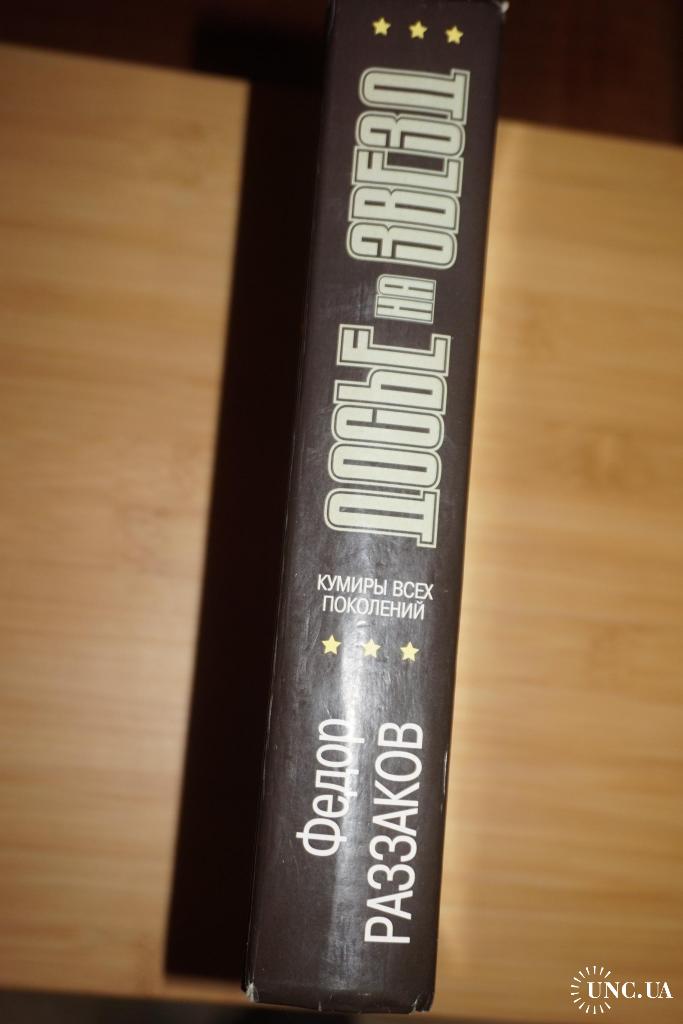 Федор
РАЗЗАКОВ
КУМИРЫ ВСЕХ
ПОКОЛЕНИЙ
ДОСЬЕ НА ЗВЕЗД
UNC.UA